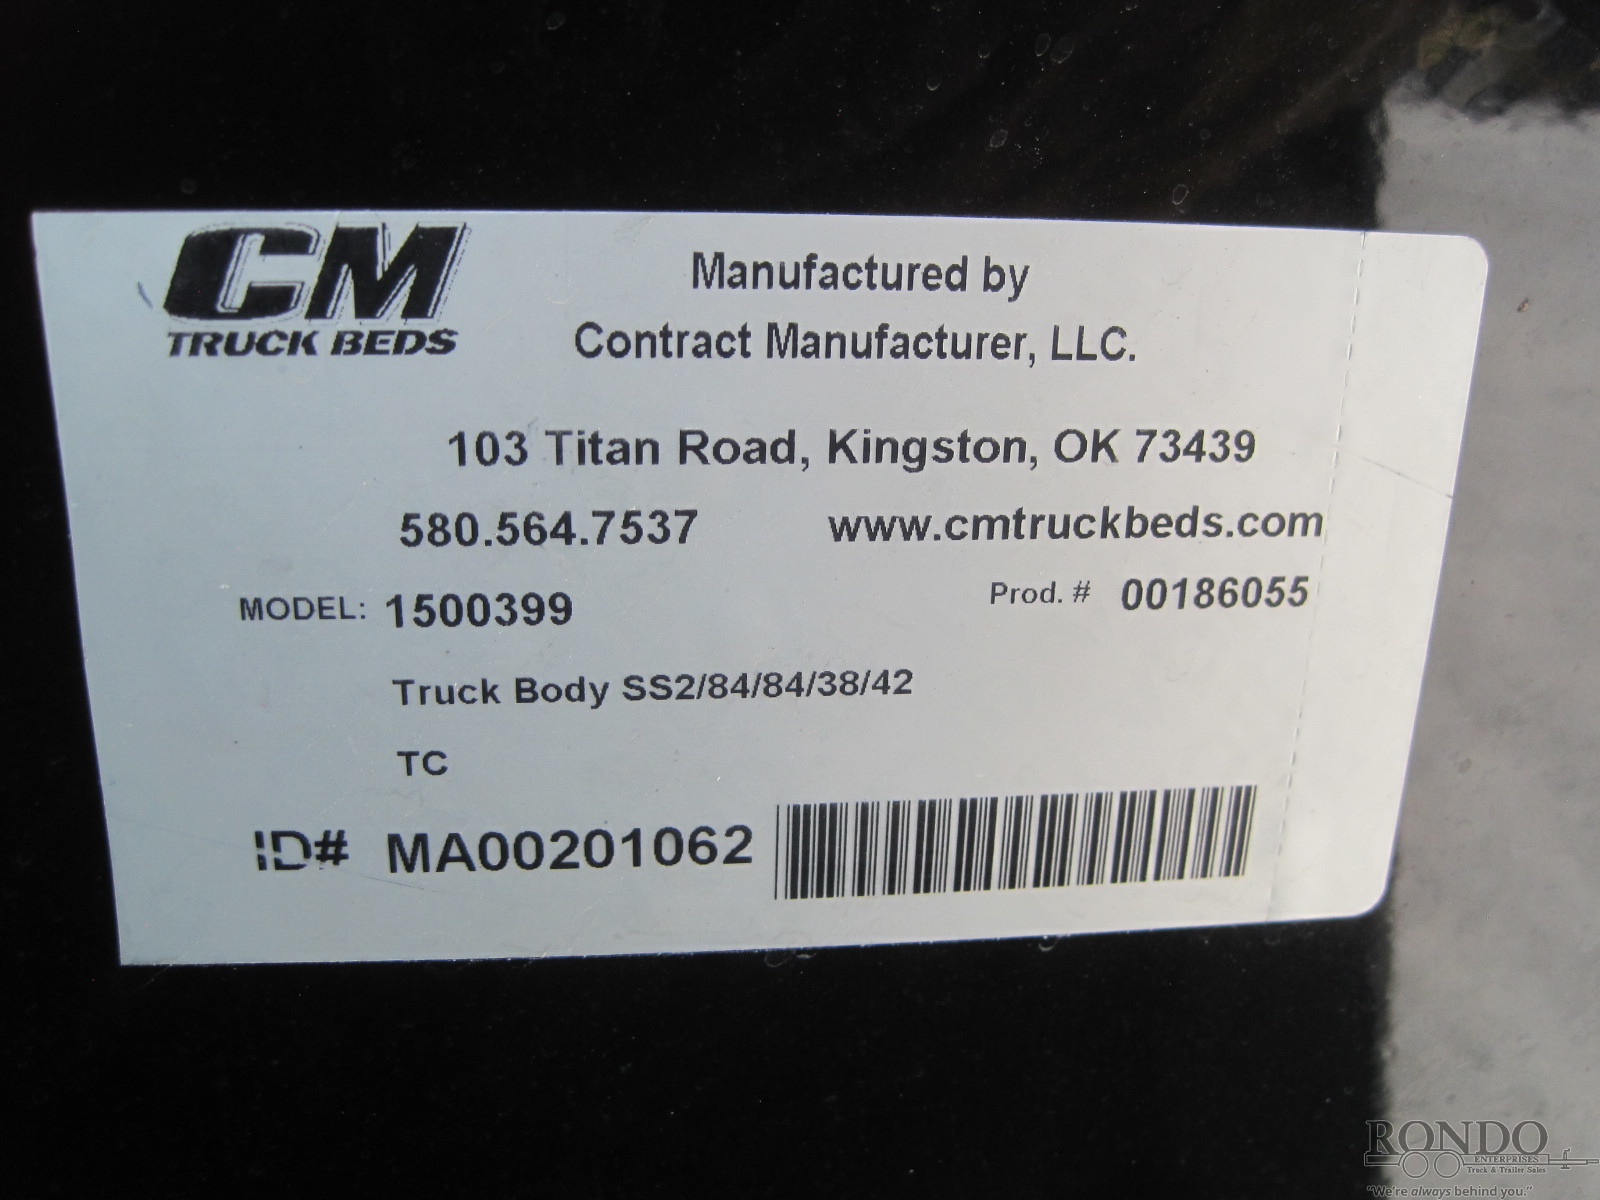 CM
TRUCK BEDS
Manufactured by
Contract Manufacturer, LLC.
103 Titan Road, Kingston, OK 73439
580.564.7537 www.cmtruckbeds.com
MODEL: 1500399 Prod. # 00186055
Truck Body SS2/84/84/38/42
TC
ID# MA00201062
RONDO
ENTERPRISES
Truck & Trailer Sales
"We're always behind you."